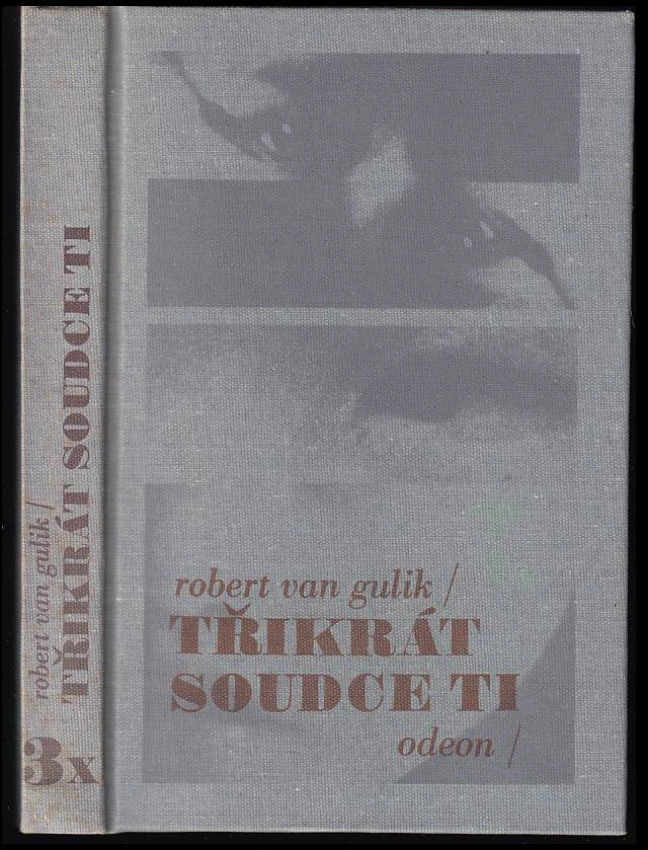 robert van gulik /
TŘIKRÁT SOUDCE TI
3x
robert van gulik /
TŘIKRÁT
SOUDCE TI
odeon /